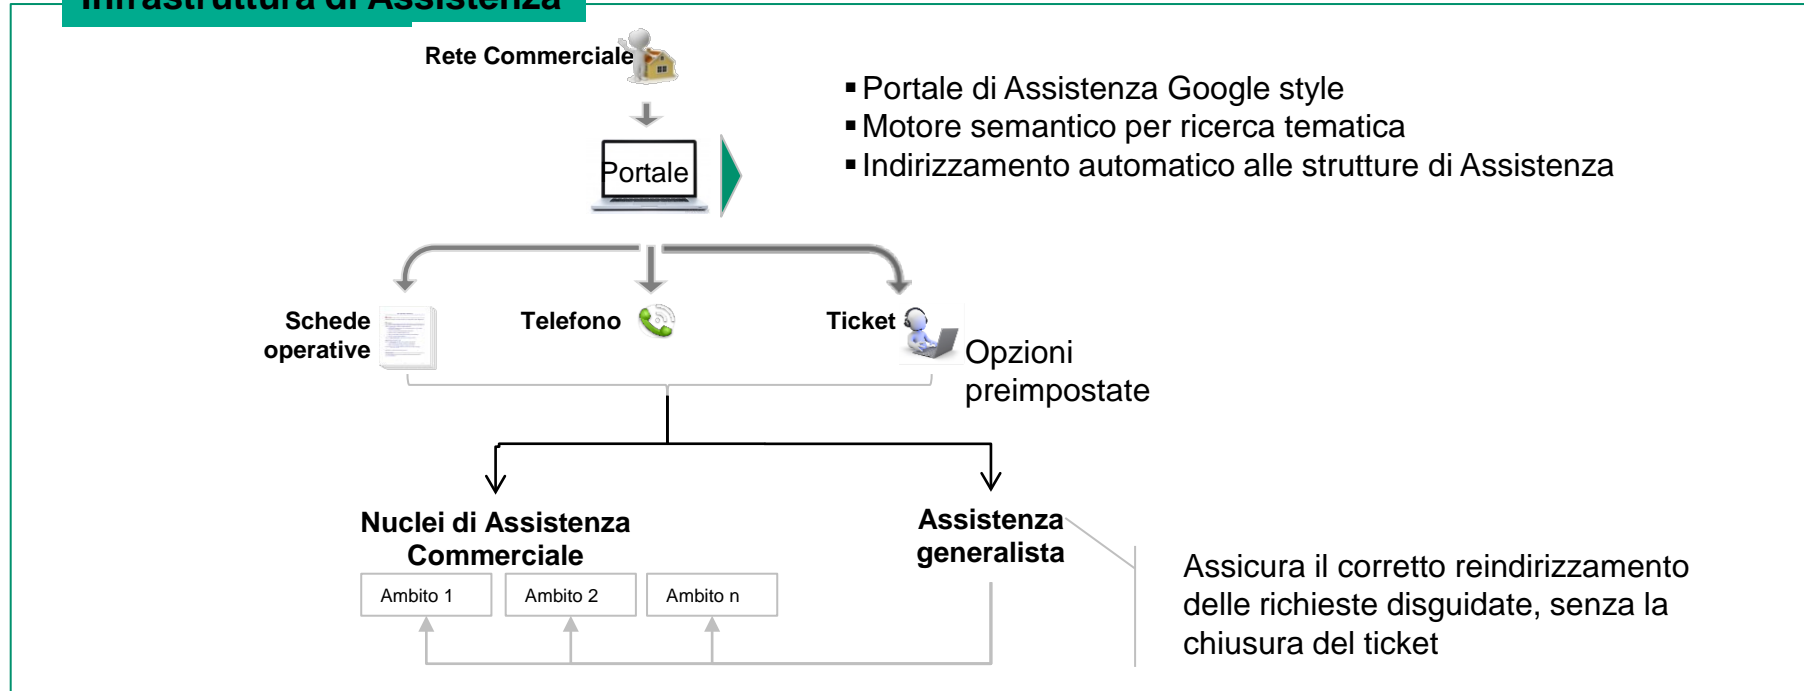 Infrastruttura di Assistenza
Rete Commerciale
▪Portale di Assistenza Google style
▪Motore semantico per ricerca tematica
▪Indirizzamento automatico alle strutture di Assistenza
Portale
Schede
operative
Telefono
Ticket
Opzioni
preimpostate
Nuclei di Assistenza
Commerciale
Assistenza
generalista
Ambito 1
Ambito 2
Ambito n
Assicura il corretto reindirizzamento
delle richieste disguidate, senza la
chiusura del ticket